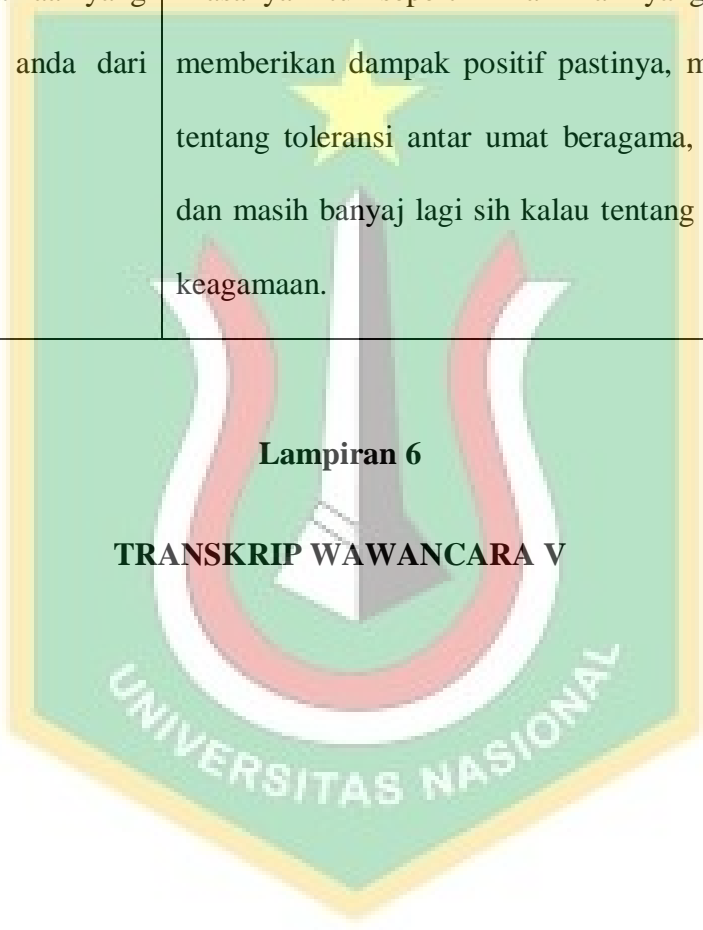 anda dari
memberikan dampak positif pastinya,
tentang toleransi antar umat beragama,
dan masih banyaj lagi sih kalau tentang
keagamaan.
Lampiran 6
TRANSKRIP WAWANCARA V
UNIVERSITAS NASIONAL